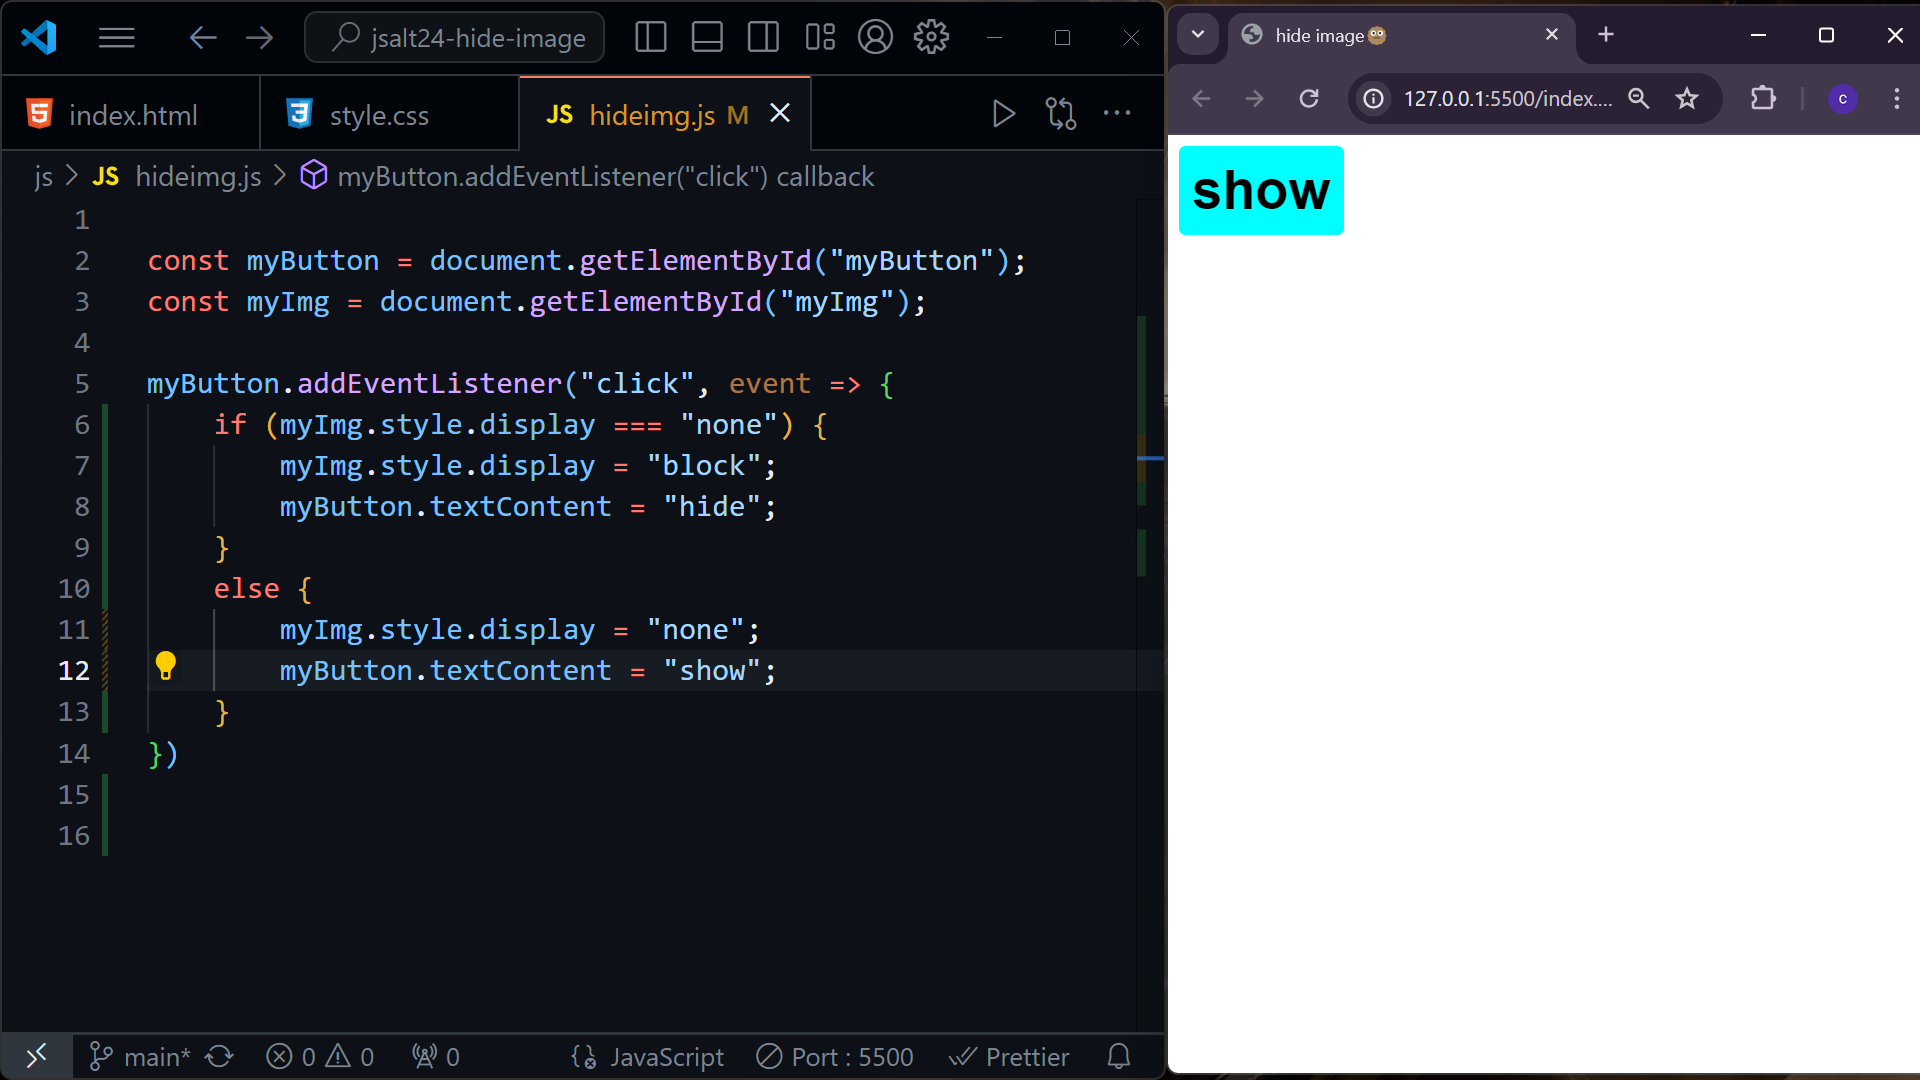 jsalt24-hide-image
index.html
style.css
JS hideimg.js M
js > JS hideimg.js > myButton.addEventListener("click") callback
1
2 const myButton = document.getElementById("myButton");
3 const myImg = document.getElementById("myImg");
4
5 myButton.addEventListener("click", event => {
6 if (myImg.style.display === "none") {
7 myImg.style.display = "block";
8 myButton.textContent = "hide";
9 }
10 else {
11 myImg.style.display = "none";
12 myButton.textContent = "show";
13 }
14 })
15
16
main* 0 0 0 JavaScript Port : 5500 Prettier
hide image
127.0.0.1:5500/index....
c
show